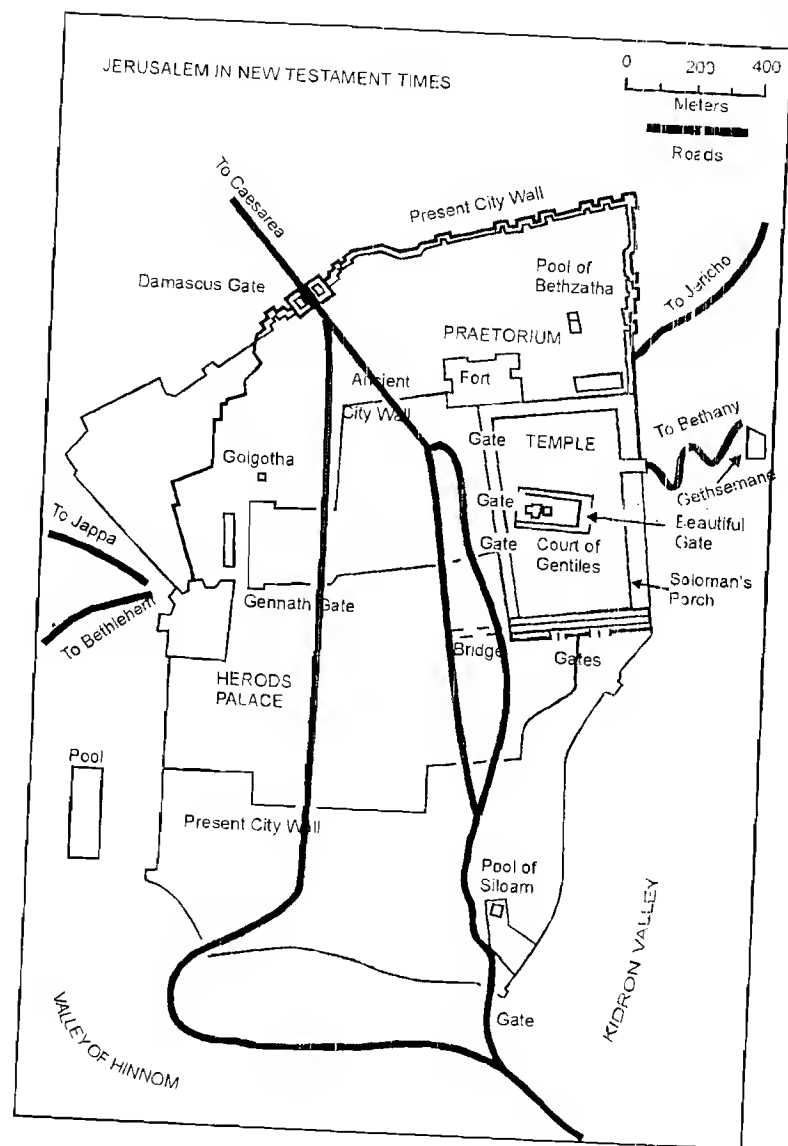 JERUSALEM IN NEW TESTAMENT TIMES
0 200 400
Meters
Roads
To Caesarea
Present City Wall
Damascus Gate
Pool of
Bethzatha
To Jericho
PRAETORIUM
Fort
Ancient
City Wall
To Bethany
Gate
TEMPLE
Golgotha
Gethsemane
Gate
Beautiful
Gate
To Jappa
Gate
Court of
Gentiles
Soloman's
Porch
To Bethlehem
Gennath Gate
Bridge
Gates
HERODS
PALACE
Pool
Present City Wall
Pool of
Siloam
KIDRON VALLEY
VALLEY OF HINNOM
Gate